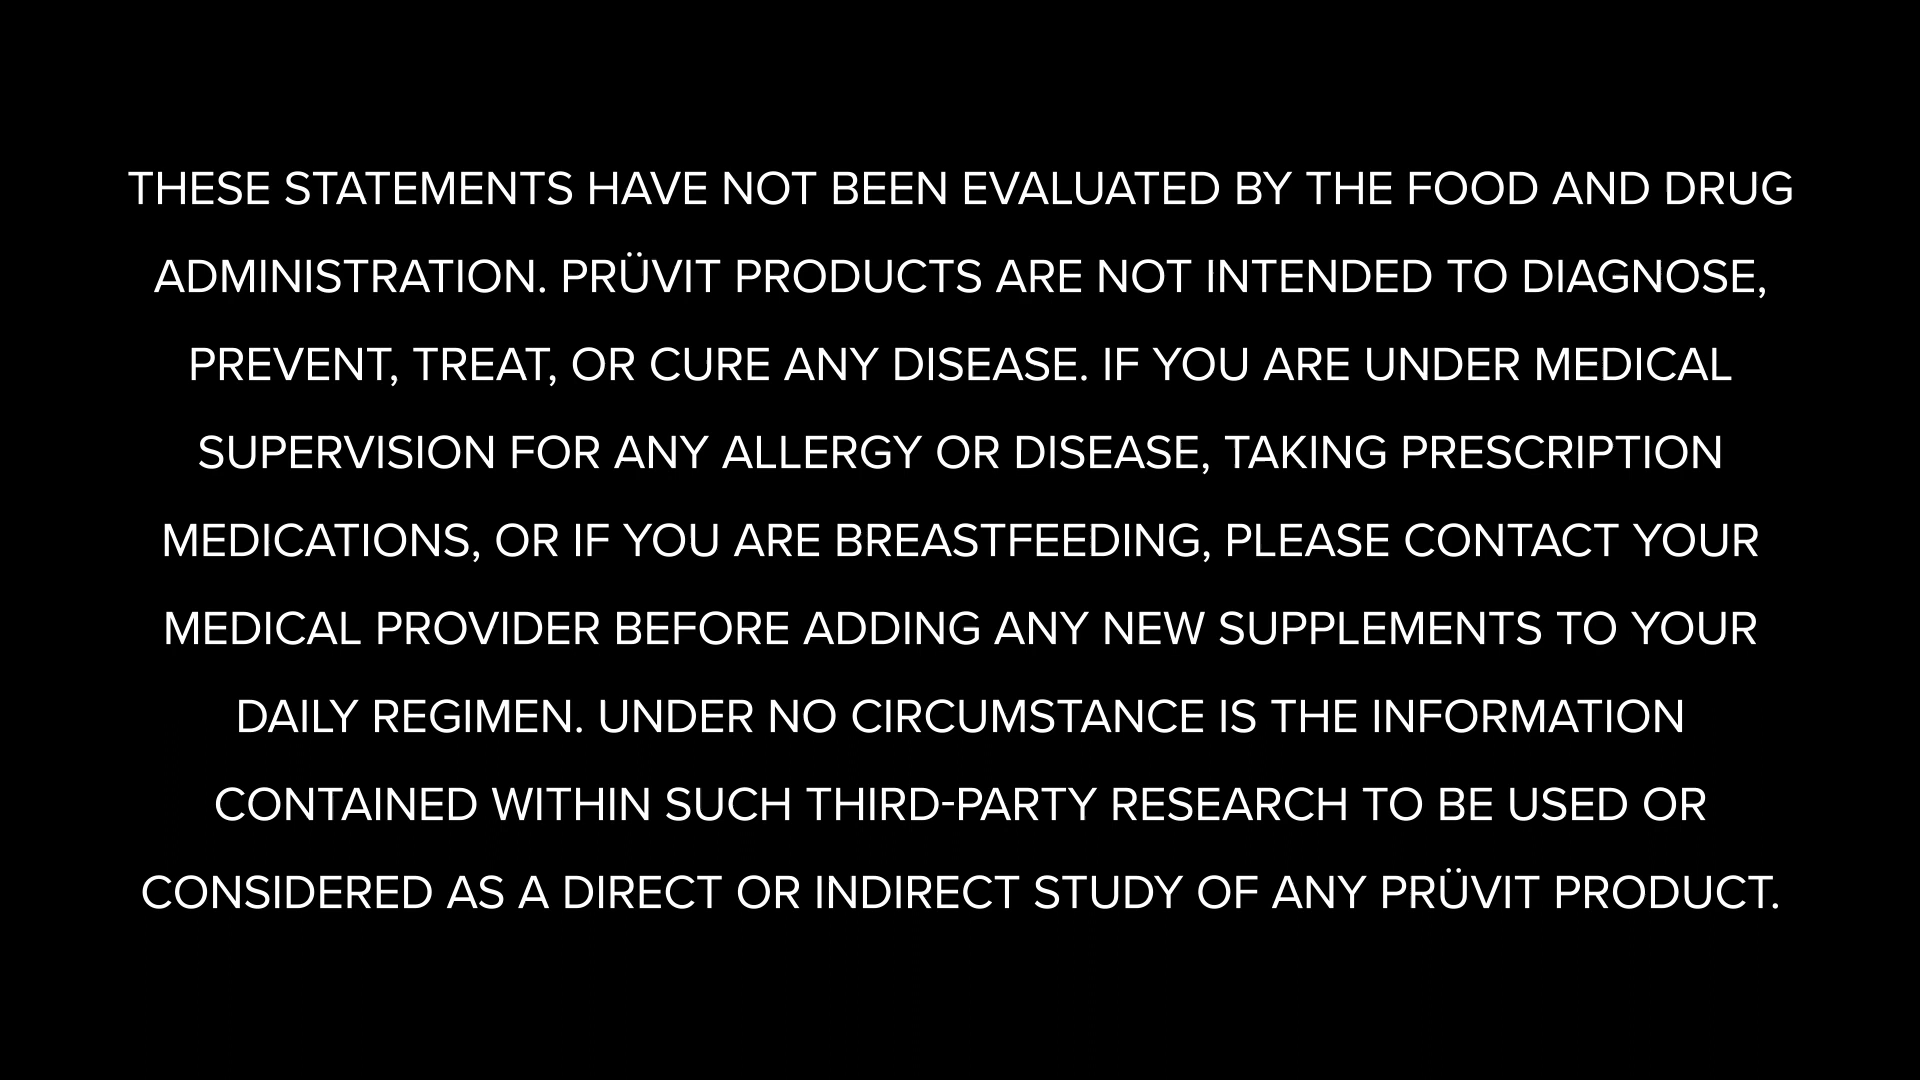 THESE STATEMENTS HAVE NOT BEEN EVALUATED BY THE FOOD AND DRUG
ADMINISTRATION. PRÜVIT PRODUCTS ARE NOT INTENDED TO DIAGNOSE,
PREVENT, TREAT, OR CURE ANY DISEASE. IF YOU ARE UNDER MEDICAL
SUPERVISION FOR ANY ALLERGY OR DISEASE, TAKING PRESCRIPTION
MEDICATIONS, OR IF YOU ARE BREASTFEEDING, PLEASE CONTACT YOUR
MEDICAL PROVIDER BEFORE ADDING ANY NEW SUPPLEMENTS TO YOUR
DAILY REGIMEN. UNDER NO CIRCUMSTANCE IS THE INFORMATION
CONTAINED WITHIN SUCH THIRD-PARTY RESEARCH TO BE USED OR
CONSIDERED AS A DIRECT OR INDIRECT STUDY OF ANY PRÜVIT PRODUCT.